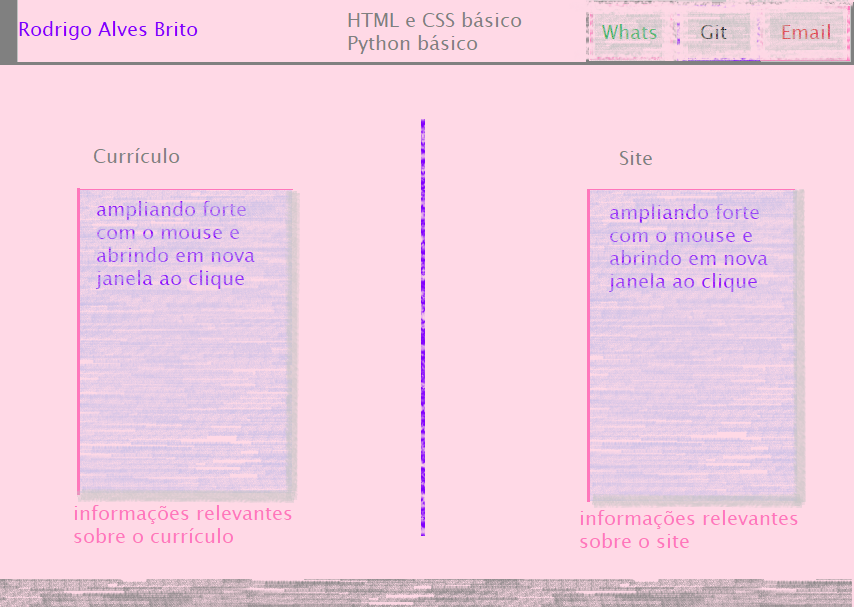 Rodrigo Alves Brito
HTML e CSS básico
Python básico
Whats
Git
Email
Currículo
ampliando forte
com o mouse e
abrindo em nova
janela ao clique
informações relevantes
sobre o currículo
Site
ampliando forte
com o mouse e
abrindo em nova
janela ao clique
informações relevantes
sobre o site